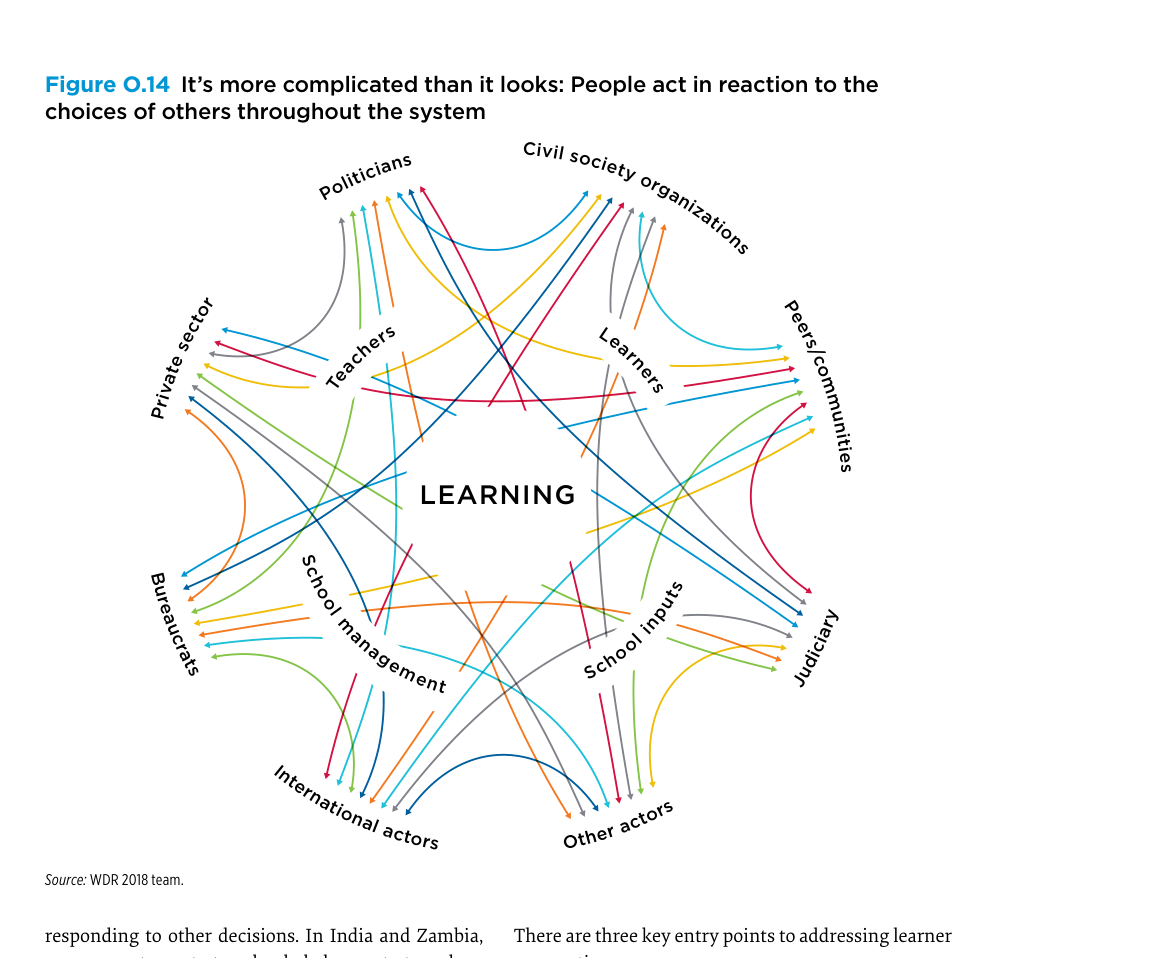 Figure O.14 It's more complicated than it looks: People act in reaction to the
choices of others throughout the system
Politicians
Civil society organizations
Private sector
Teachers
Learners
Peers/communities
LEARNING
Bureaucrats
School management
School inputs
Judiciary
International actors
Other actors
Source: WDR 2018 team.
responding to other decisions. In India and Zambia,
There are three key entry points to addressing learner